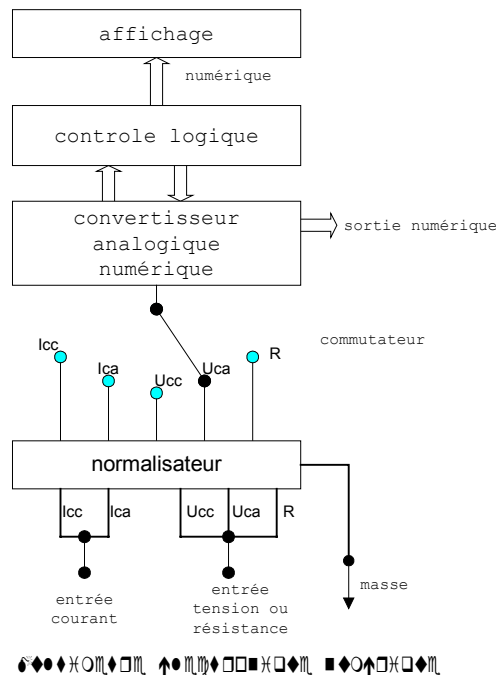 affichage
numérique
controle logique
convertisseur
analogique
numérique
sortie numérique
commutateur
Icc
Ica
Ucc
Uca
R
normalisateur
Icc
Ica
Ucc
Uca
R
masse
entrée
courant
entrée
tension ou
résistance